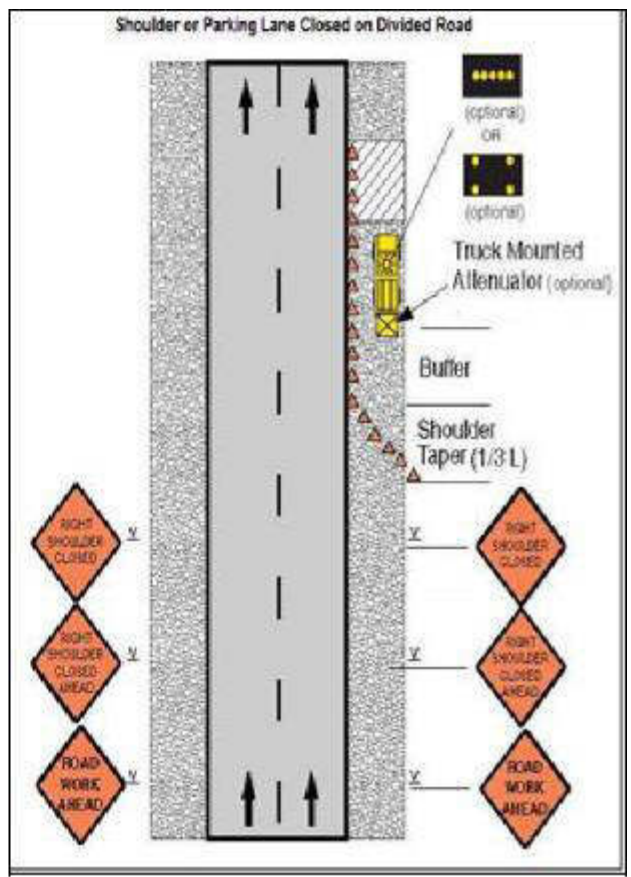 Shoulder or Parking Lane Closed on Divided Road
(optional)
OR
(optional)
Truck Mounted
Attenuator (optional)
Buffer
Shoulder
Taper (1/3 L)
RIGHT
SHOULDER
CLOSED
RIGHT
SHOULDER
CLOSED
RIGHT
SHOULDER
CLOSED
AHEAD
RIGHT
SHOULDER
CLOSED
AHEAD
ROAD
WORK
AHEAD
ROAD
WORK
AHEAD